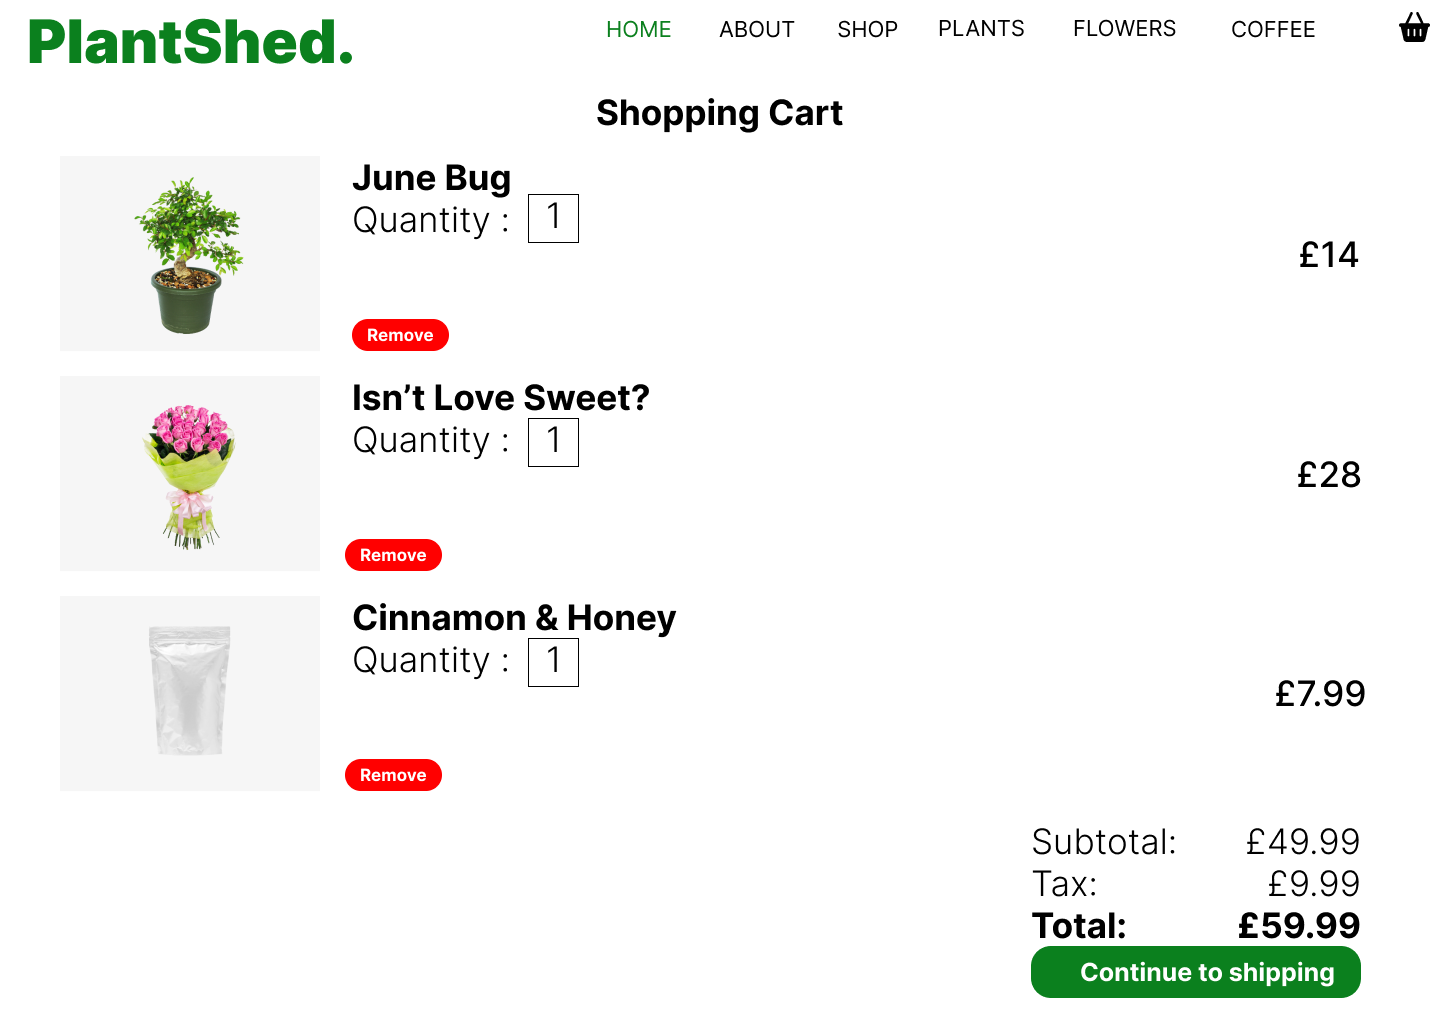 PlantShed.
HOME ABOUT SHOP PLANTS FLOWERS COFFEE
Shopping Cart
June Bug
Quantity : 1
£14
Remove
Isn’t Love Sweet?
Quantity : 1
£28
Remove
Cinnamon & Honey
Quantity : 1
£7.99
Remove
Subtotal: £49.99
Tax: £9.99
Total: £59.99
Continue to shipping